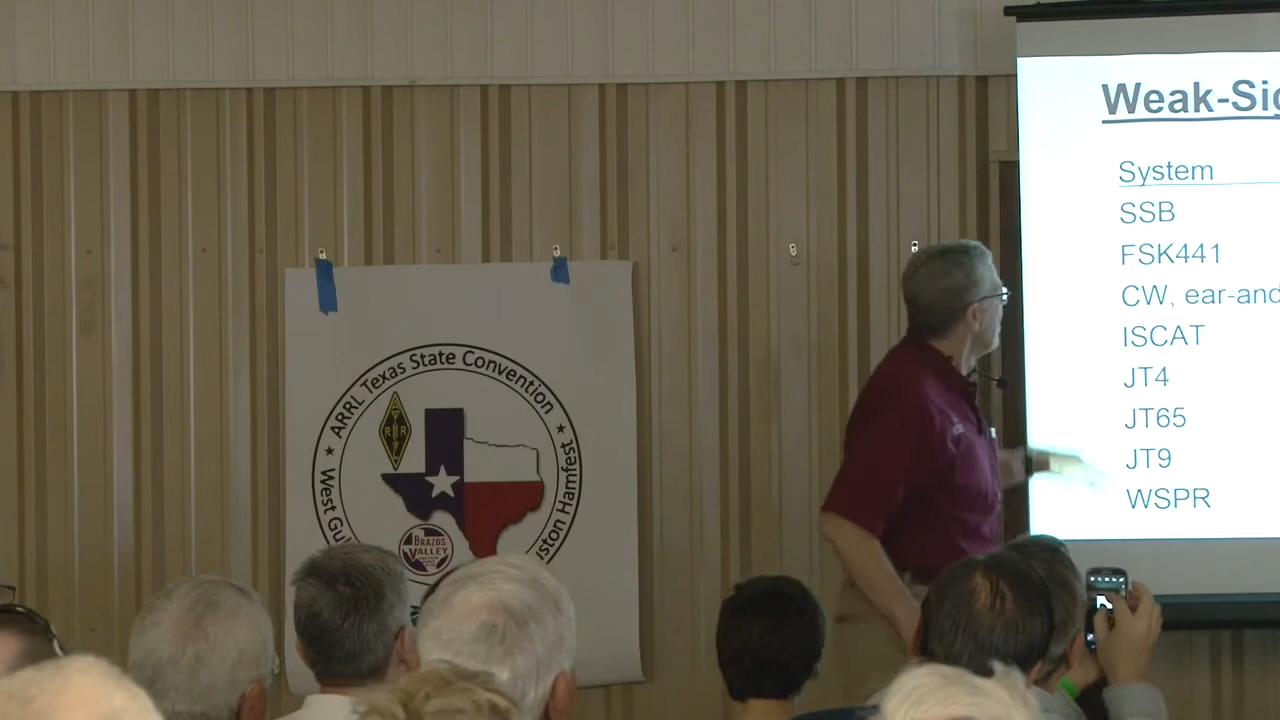 ARRL Texas State Convention
★ West Gu
ston Hamfest ★
ARRL
BRAZOS
VALLEY
Weak-Sig
System
SSB
FSK441
CW, ear-and
ISCAT
JT4
JT65
JT9
WSPR